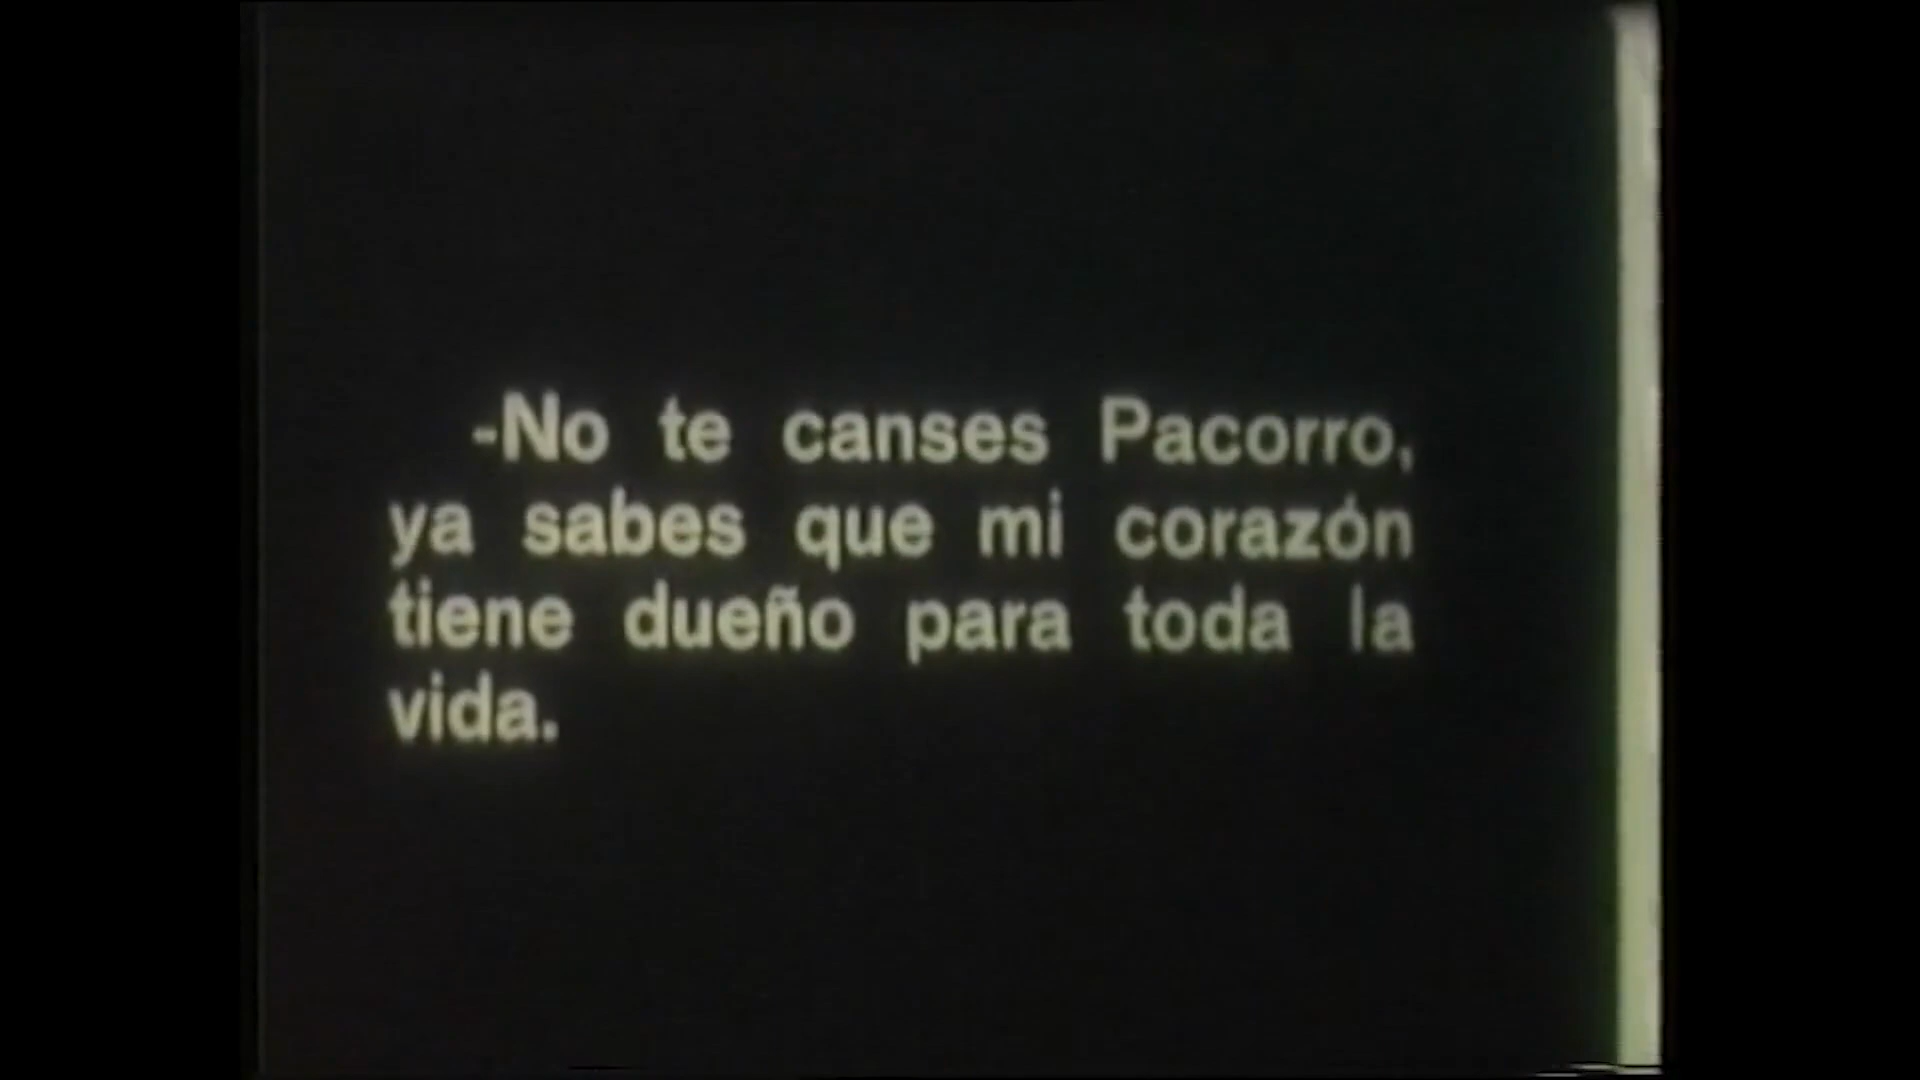 -No te canses Pacorro,
ya sabes que mi corazón
tiene dueño para toda la
vida.